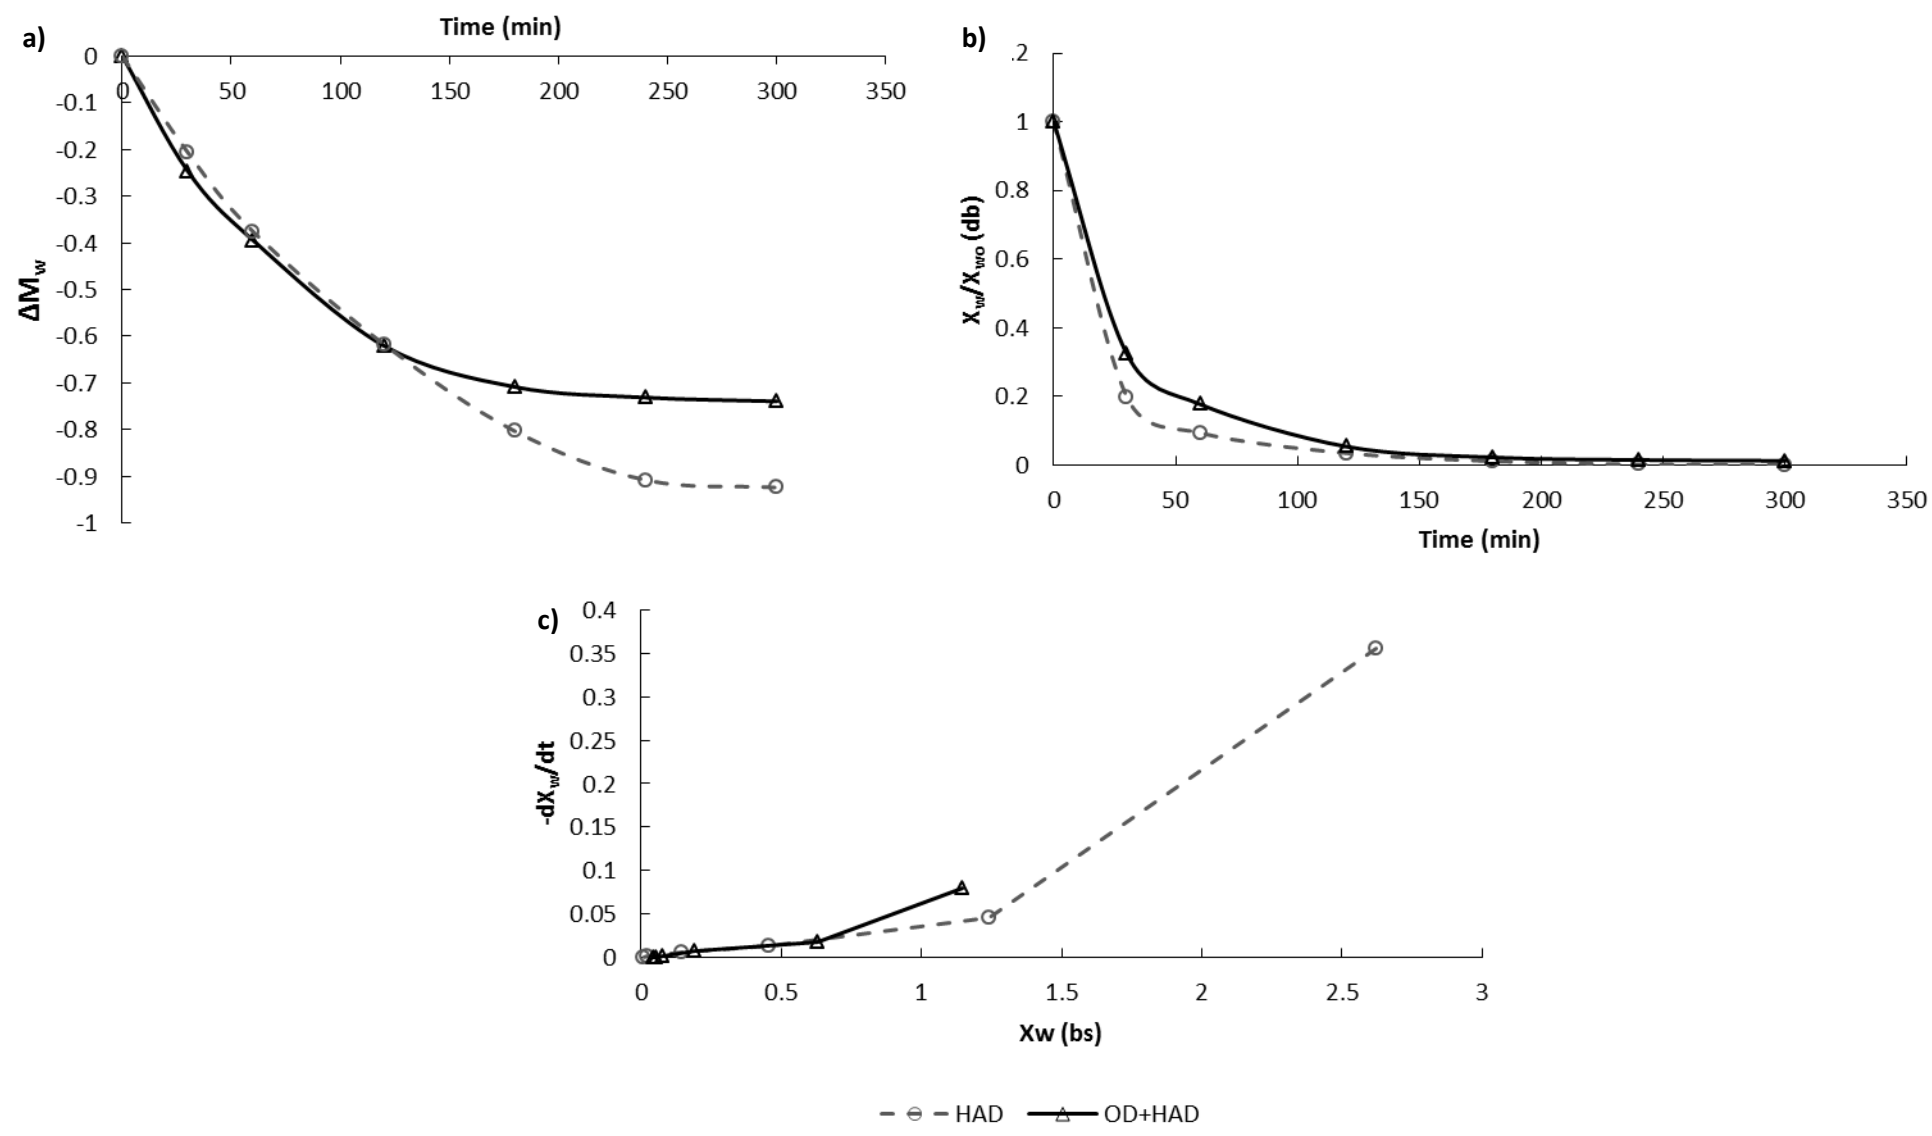 a)
Time (min)
0
0 50 100 150 200 250 300 350
-0.1
-0.2
-0.3
-0.4
-0.5
-0.6
-0.7
-0.8
-0.9
-1
ΔMw
b)
.2
1
0.8
0.6
0.4
0.2
0
Xw/Xwo (db)
0 50 100 150 200 250 300 350
Time (min)
c)
0.4
0.35
0.3
0.25
0.2
0.15
0.1
0.05
0
-dXw/dt
0 0.5 1 1.5 2 2.5 3
Xw (bs)
HAD OD+HAD